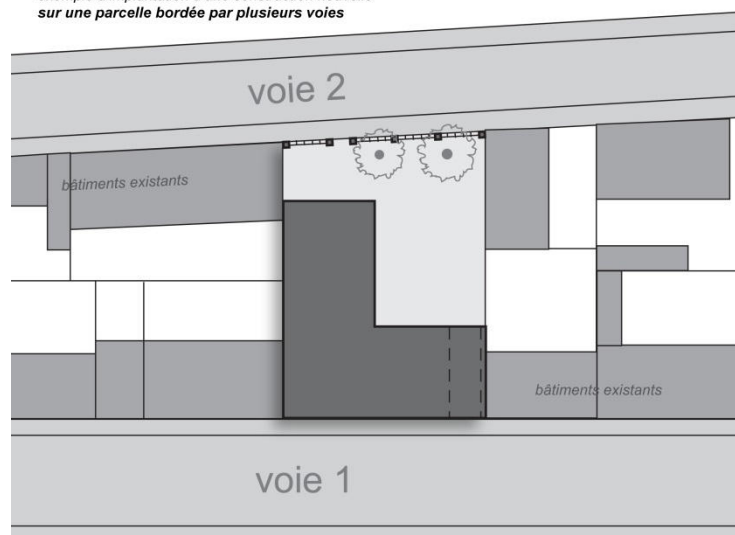 sur une parcelle bordée par plusieurs voies
voie 2
bâtiments existants
bâtiments existants
voie 1